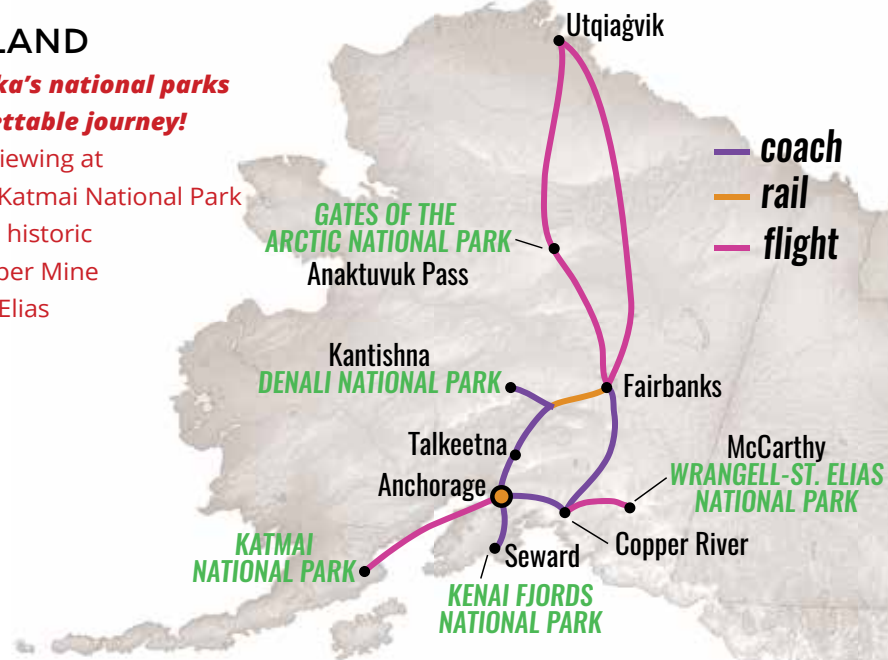 LAND
ka’s national parks
ettable journey!
iewing at
Katmai National Park
historic
per Mine
Elias
Utqiaġvik
coach
rail
flight
GATES OF THE
ARCTIC NATIONAL PARK
Anaktuvuk Pass
Kantishna
DENALI NATIONAL PARK
Fairbanks
Talkeetna
McCarthy
WRANGELL-ST. ELIAS
NATIONAL PARK
Anchorage
Copper River
KATMAI
NATIONAL PARK
Seward
KENAI FJORDS
NATIONAL PARK